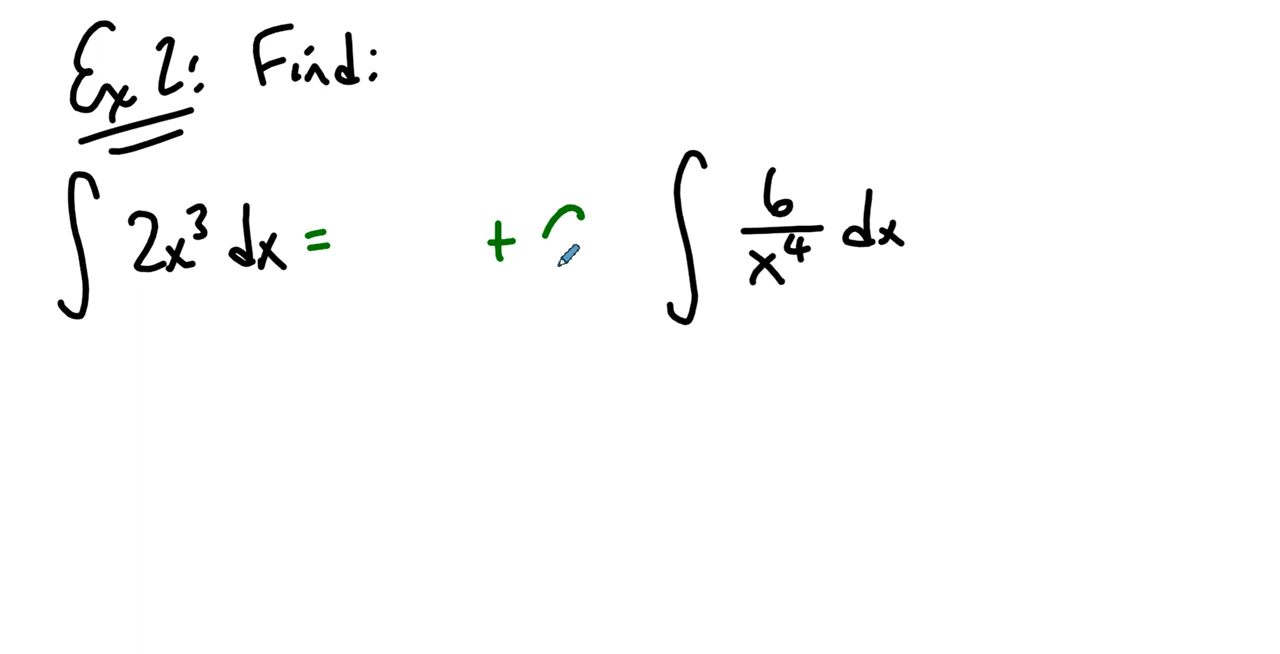 Ex 2: Find:
∫ 2x³ dx = + ∫ 6/x⁴ dx